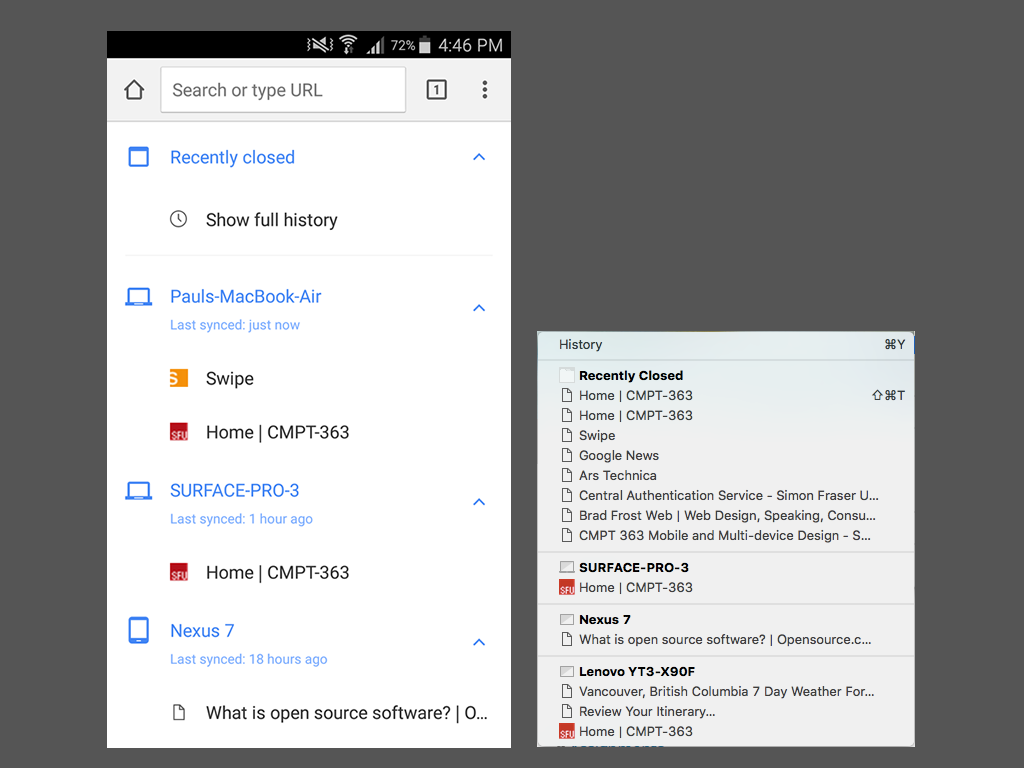 72% 4:46 PM
Search or type URL 1
Recently closed
Show full history
Pauls-MacBook-Air
Last synced: just now
S Swipe
SFU Home | CMPT-363
SURFACE-PRO-3
Last synced: 1 hour ago
SFU Home | CMPT-363
Nexus 7
Last synced: 18 hours ago
What is open source software? | O...
History ⌘Y
Recently Closed
Home | CMPT-363 ⇧⌘T
Home | CMPT-363
Swipe
Google News
Ars Technica
Central Authentication Service - Simon Fraser U...
Brad Frost Web | Web Design, Speaking, Consu...
CMPT 363 Mobile and Multi-device Design - S...
SURFACE-PRO-3
SFU Home | CMPT-363
Nexus 7
What is open source software? | Opensource.c...
Lenovo YT3-X90F
Vancouver, British Columbia 7 Day Weather For...
Review Your Itinerary...
SFU Home | CMPT-363